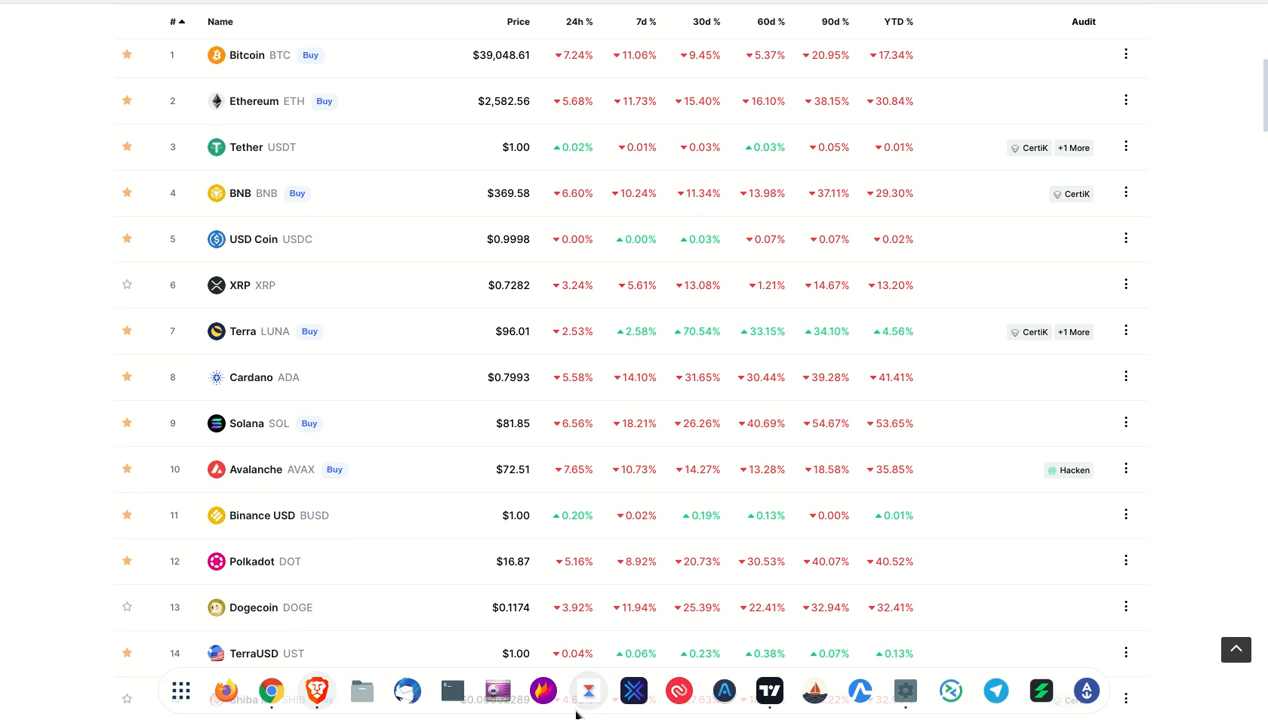 # Name Price 24h % 7d % 30d % 60d % 90d % YTD % Audit
1 Bitcoin BTC Buy $39,048.61 7.24% 11.06% 9.45% 5.37% 20.95% 17.34%
2 Ethereum ETH Buy $2,582.56 5.68% 11.73% 15.40% 16.10% 38.15% 30.84%
3 Tether USDT $1.00 0.02% 0.01% 0.03% 0.03% 0.05% 0.01% CertiK +1 More
4 BNB BNB Buy $369.58 6.60% 10.24% 11.34% 13.98% 37.11% 29.30% CertiK
5 USD Coin USDC $0.9998 0.00% 0.00% 0.03% 0.07% 0.07% 0.02%
6 XRP XRP $0.7282 3.24% 5.61% 13.08% 1.21% 14.67% 13.20%
7 Terra LUNA Buy $96.01 2.53% 2.58% 70.54% 33.15% 34.10% 4.56% CertiK +1 More
8 Cardano ADA $0.7993 5.58% 14.10% 31.65% 30.44% 39.28% 41.41%
9 Solana SOL Buy $81.85 6.56% 18.21% 26.26% 40.69% 54.67% 53.65%
10 Avalanche AVAX Buy $72.51 7.65% 10.73% 14.27% 13.28% 18.58% 35.85% Hacken
11 Binance USD BUSD $1.00 0.20% 0.02% 0.19% 0.13% 0.00% 0.01%
12 Polkadot DOT $16.87 5.16% 8.92% 20.73% 30.53% 40.07% 40.52%
13 Dogecoin DOGE $0.1174 3.92% 11.94% 25.39% 22.41% 32.94% 32.41%
14 TerraUSD UST $1.00 0.04% 0.06% 0.23% 0.38% 0.07% 0.13%